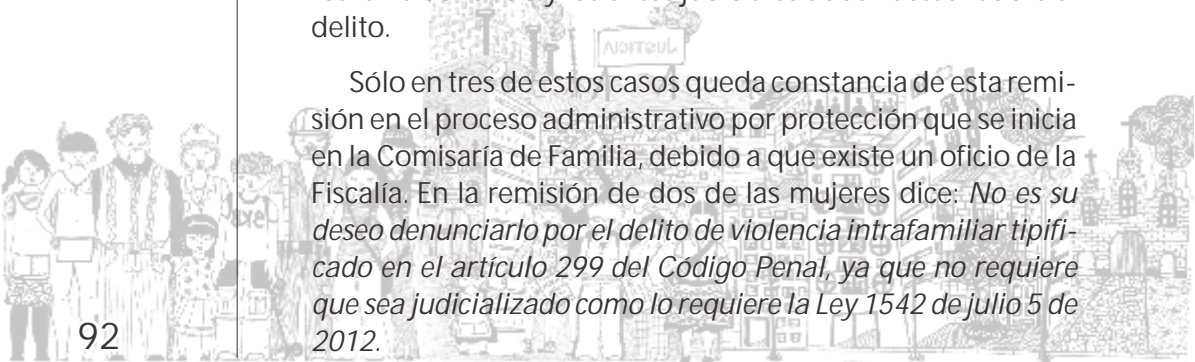 delito.
Sólo en tres de estos casos queda constancia de esta remi-
sión en el proceso administrativo por protección que se inicia
en la Comisaría de Familia, debido a que existe un oficio de la
Fiscalía. En la remisión de dos de las mujeres dice: No es su
deseo denunciarlo por el delito de violencia intrafamiliar tipifi-
cado en el artículo 299 del Código Penal, ya que no requiere
que sea judicializado como lo requiere la Ley 1542 de julio 5 de
2012.
92
JUSTICIA